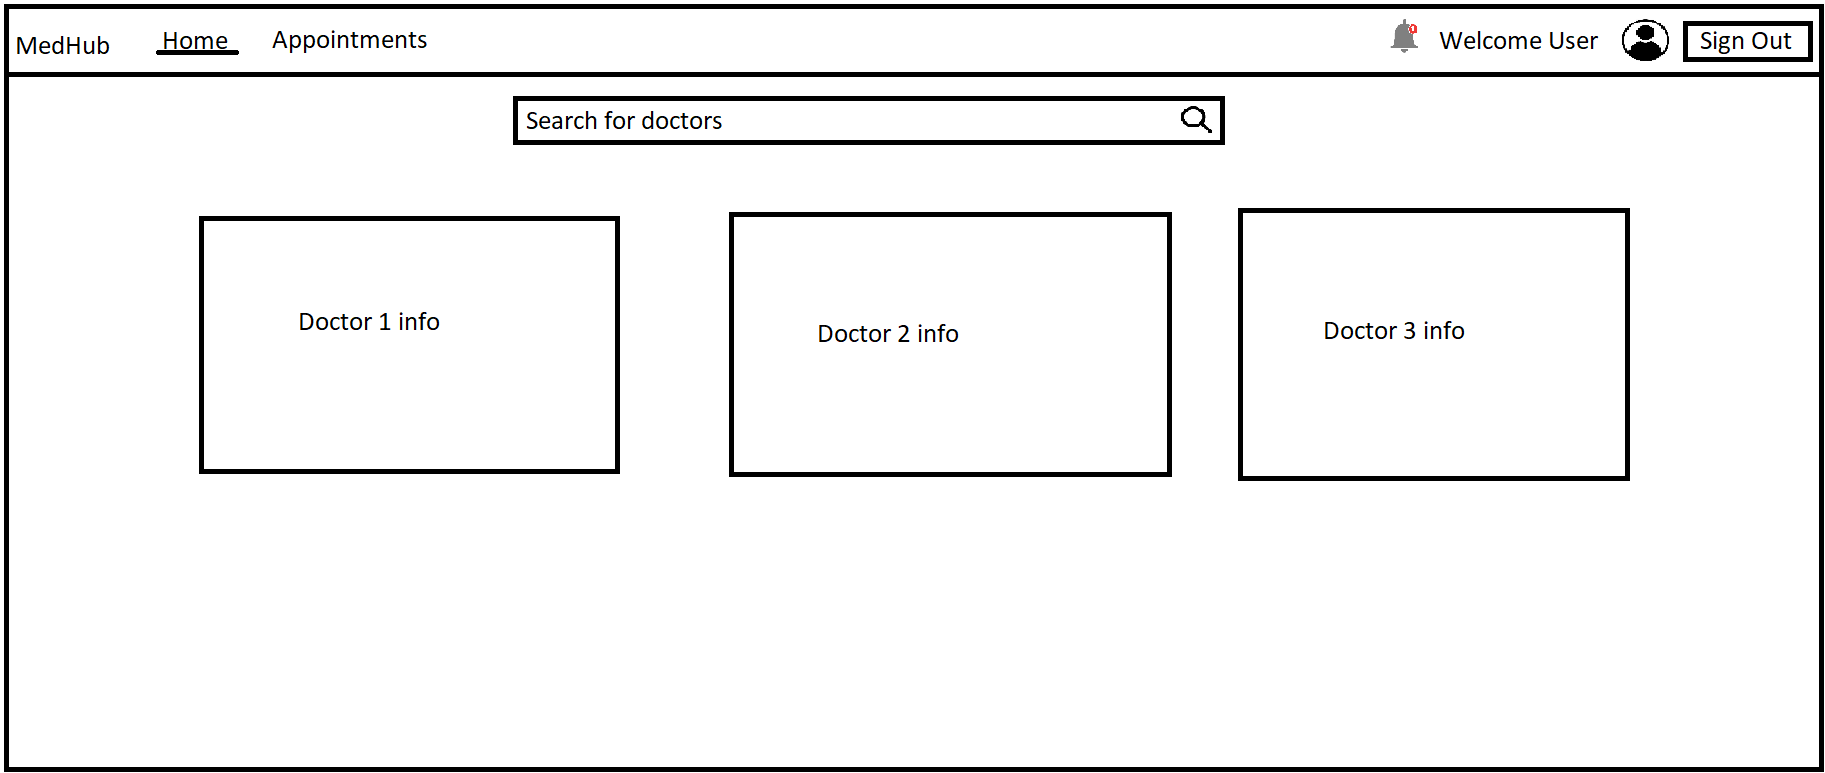 MedHub Home Appointments 0 Welcome User Sign Out
Search for doctors
Doctor 1 info
Doctor 2 info
Doctor 3 info